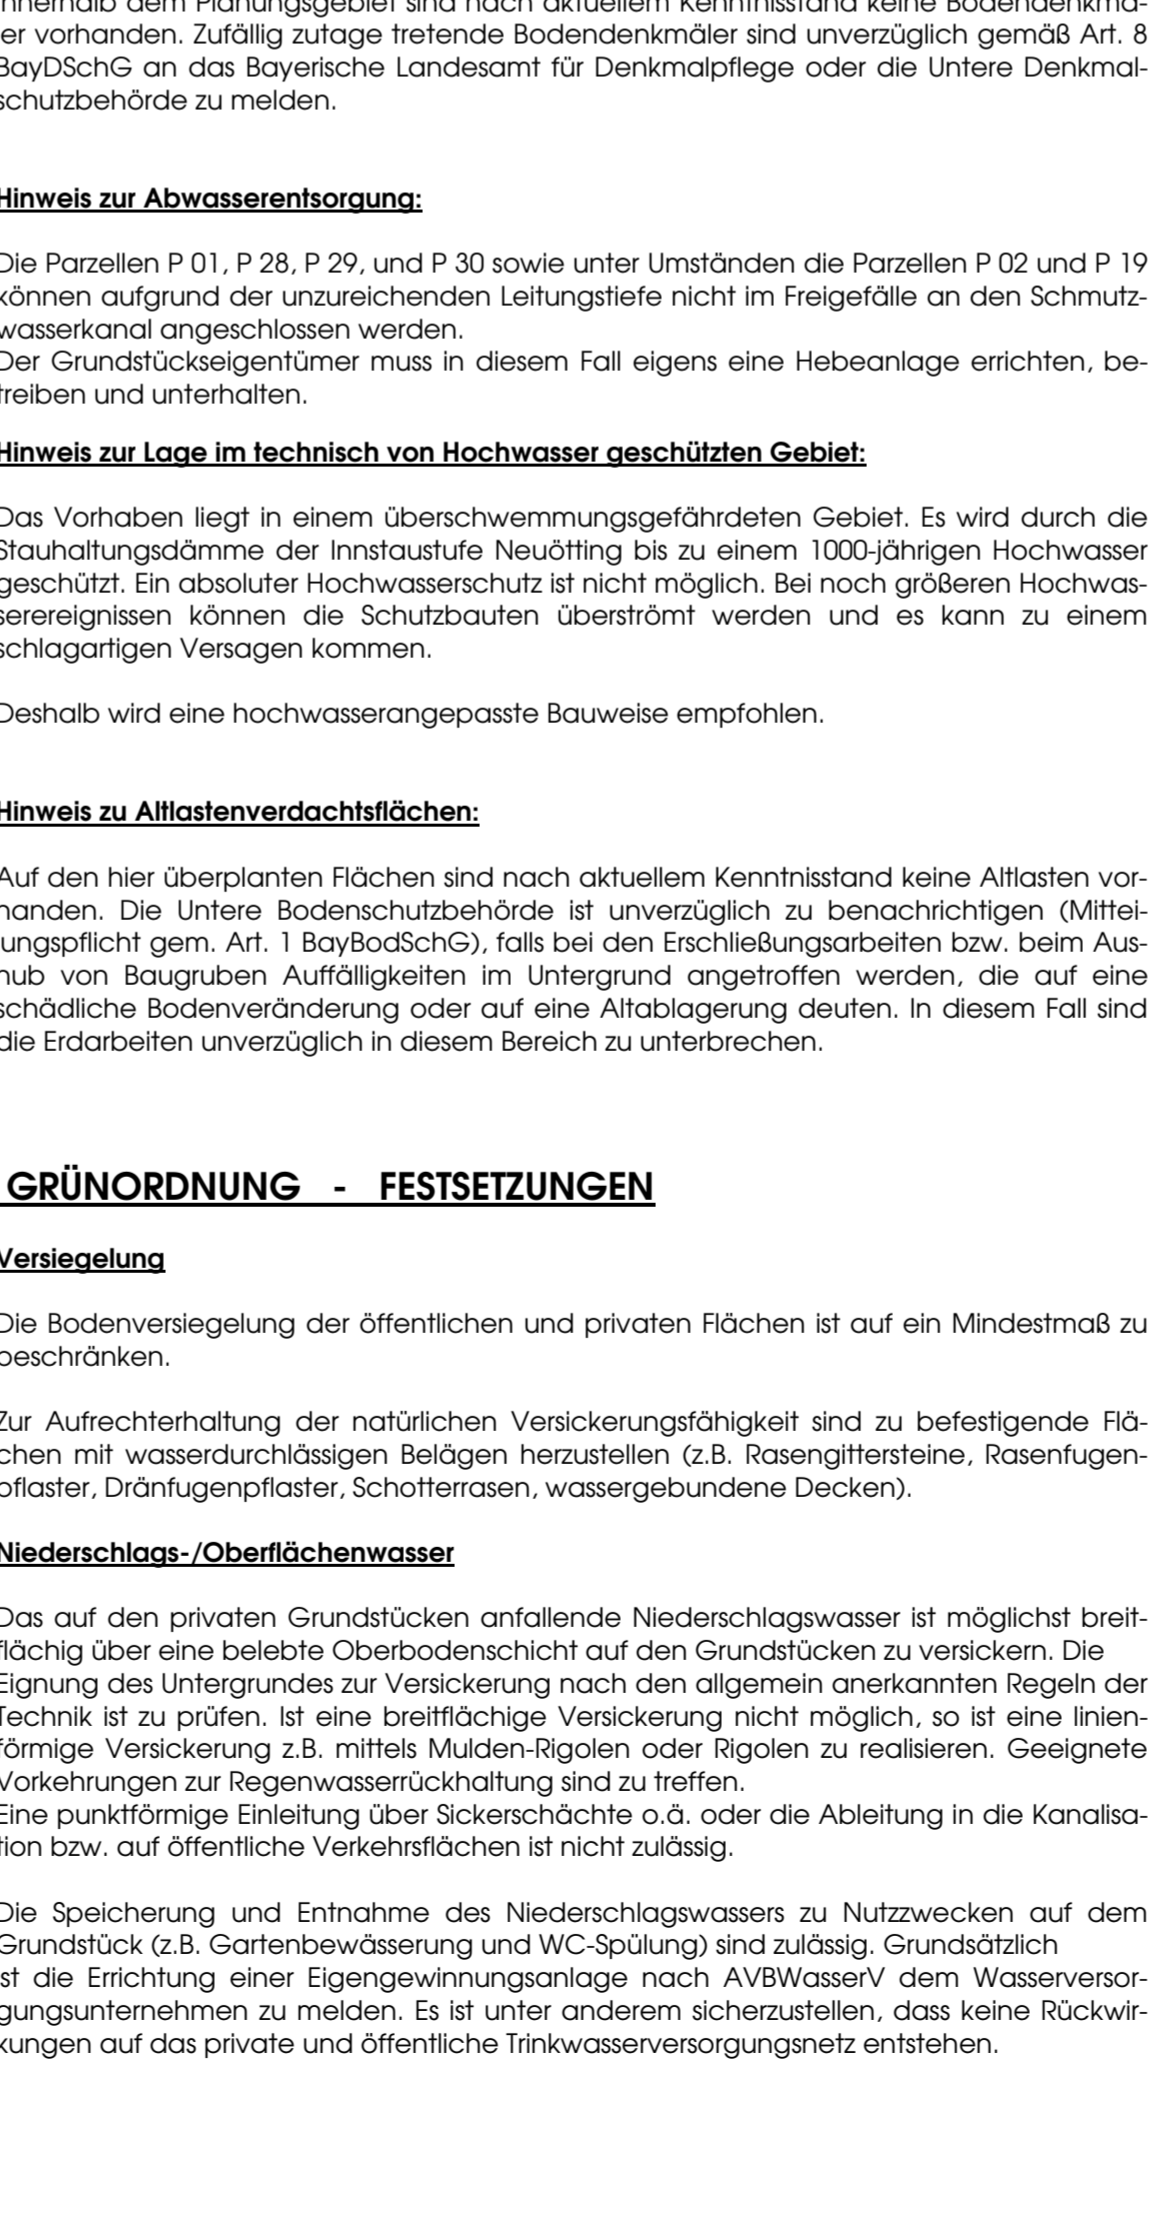 Innerhalb dem Planungsgebiet sind nach aktuellem Kenntnisstand keine Bodendenkmä-
ler vorhanden. Zufällig zutage tretende Bodendenkmäler sind unverzüglich gemäß Art. 8
BayDSchG an das Bayerische Landesamt für Denkmalpflege oder die Untere Denkmal-
schutzbehörde zu melden.
Hinweis zur Abwasserentsorgung:
Die Parzellen P 01, P 28, P 29, und P 30 sowie unter Umständen die Parzellen P 02 und P 19
können aufgrund der unzureichenden Leitungstiefe nicht im Freigefälle an den Schmutz-
wasserkanal angeschlossen werden.
Der Grundstückseigentümer muss in diesem Fall eigens eine Hebeanlage errichten, be-
treiben und unterhalten.
Hinweis zur Lage im technisch von Hochwasser geschützten Gebiet:
Das Vorhaben liegt in einem überschwemmungsgefährdeten Gebiet. Es wird durch die
Stauhaltungsdämme der Innstaustufe Neuötting bis zu einem 1000-jährigen Hochwasser
geschützt. Ein absoluter Hochwasserschutz ist nicht möglich. Bei noch größeren Hochwas-
serereignissen können die Schutzbauten überströmt werden und es kann zu einem
schlagartigen Versagen kommen.
Deshalb wird eine hochwasserangepasste Bauweise empfohlen.
Hinweis zu Altlastenverdachtsflächen:
Auf den hier überplanten Flächen sind nach aktuellem Kenntnisstand keine Altlasten vor-
handen. Die Untere Bodenschutzbehörde ist unverzüglich zu benachrichtigen (Mittei-
lungspflicht gem. Art. 1 BayBodSchG), falls bei den Erschließungsarbeiten bzw. beim Aus-
hub von Baugruben Auffälligkeiten im Untergrund angetroffen werden, die auf eine
schädliche Bodenveränderung oder auf eine Altablagerung deuten. In diesem Fall sind
die Erdarbeiten unverzüglich in diesem Bereich zu unterbrechen.
GRÜNORDNUNG - FESTSETZUNGEN
Versiegelung
Die Bodenversiegelung der öffentlichen und privaten Flächen ist auf ein Mindestmaß zu
beschränken.
Zur Aufrechterhaltung der natürlichen Versickerungsfähigkeit sind zu befestigende Flä-
chen mit wasserdurchlässigen Belägen herzustellen (z.B. Rasengittersteine, Rasenfugen-
pflaster, Dränfugenpflaster, Schotterrasen, wassergebundene Decken).
Niederschlags-/Oberflächenwasser
Das auf den privaten Grundstücken anfallende Niederschlagswasser ist möglichst breit-
flächig über eine belebte Oberbodenschicht auf den Grundstücken zu versickern. Die
Eignung des Untergrundes zur Versickerung nach den allgemein anerkannten Regeln der
Technik ist zu prüfen. Ist eine breitflächige Versickerung nicht möglich, so ist eine linien-
förmige Versickerung z.B. mittels Mulden-Rigolen oder Rigolen zu realisieren. Geeignete
Vorkehrungen zur Regenwasserrückhaltung sind zu treffen.
Eine punktförmige Einleitung über Sickerschächte o.ä. oder die Ableitung in die Kanalisa-
tion bzw. auf öffentliche Verkehrsflächen ist nicht zulässig.
Die Speicherung und Entnahme des Niederschlagswassers zu Nutzzwecken auf dem
Grundstück (z.B. Gartenbewässerung und WC-Spülung) sind zulässig. Grundsätzlich
ist die Errichtung einer Eigengewinnungsanlage nach AVBWasserV dem Wasserversor-
gungsunternehmen zu melden. Es ist unter anderem sicherzustellen, dass keine Rückwir-
kungen auf das private und öffentliche Trinkwasserversorgungsnetz entstehen.